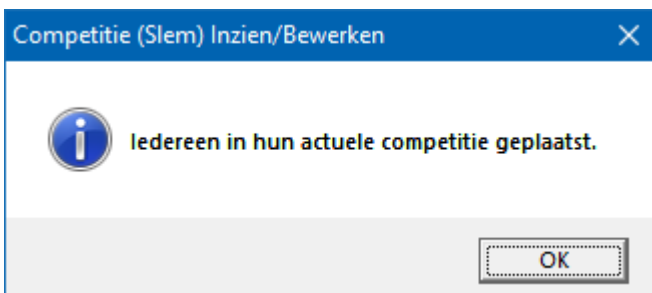 Competitie (Slem) Inzien/Bewerken
Iedereen in hun actuele competitie geplaatst.
OK